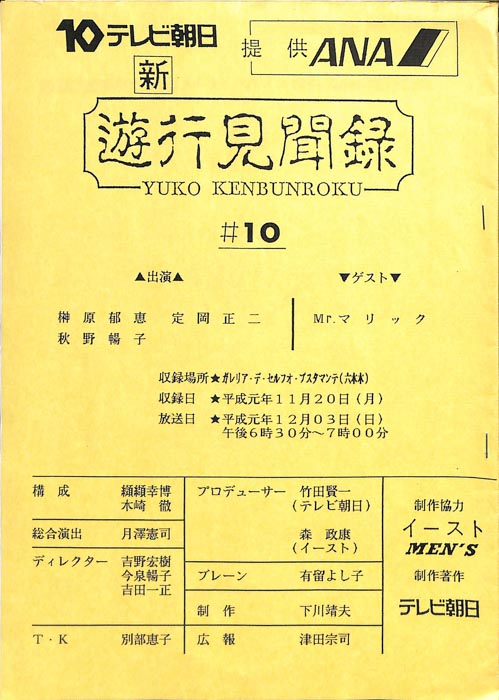 10 テレビ朝日 提供 ANA
新
遊行見聞録
YUKO KENBUNROKU
#10
▲出演▲ ▼ゲスト▼
榊原郁恵 定岡正二 Mr.マリック
秋野暢子
収録場所★ガレリア・デ・セルフォ・ブスタマンテ(六本木)
収録日 ★平成元年11月20日(月)
放送日 ★平成元年12月03日(日)
午後6時30分～7時00分
構成 纐纈幸博
木崎 徹
総合演出 月澤憲司
ディレクター 吉野宏樹
今泉暢子
吉田一正
T・K 別部恵子
プロデューサー 竹田賢一
(テレビ朝日)
森 政康
(イースト)
ブレーン 有留よし子
制作 下川靖夫
広報 津田宗司
制作協力
イースト
MEN'S
制作著作
テレビ朝日